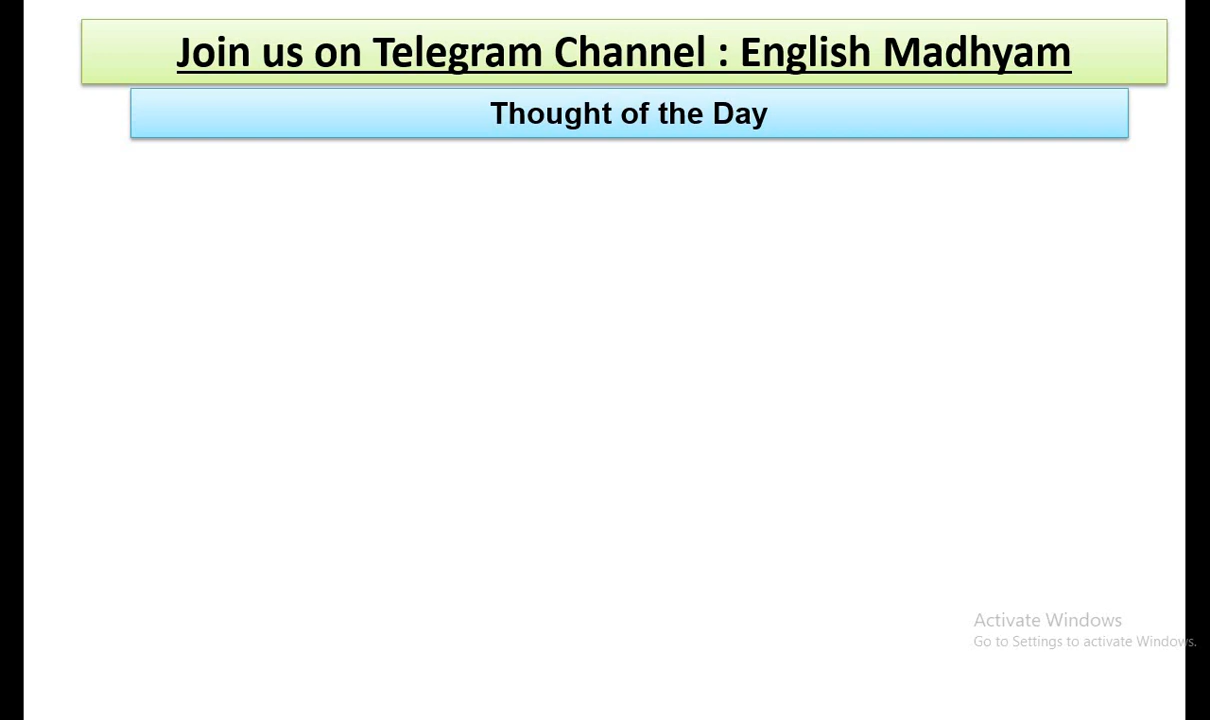 Join us on Telegram Channel : English Madhyam
Thought of the Day
Activate Windows
Go to Settings to activate Windows.